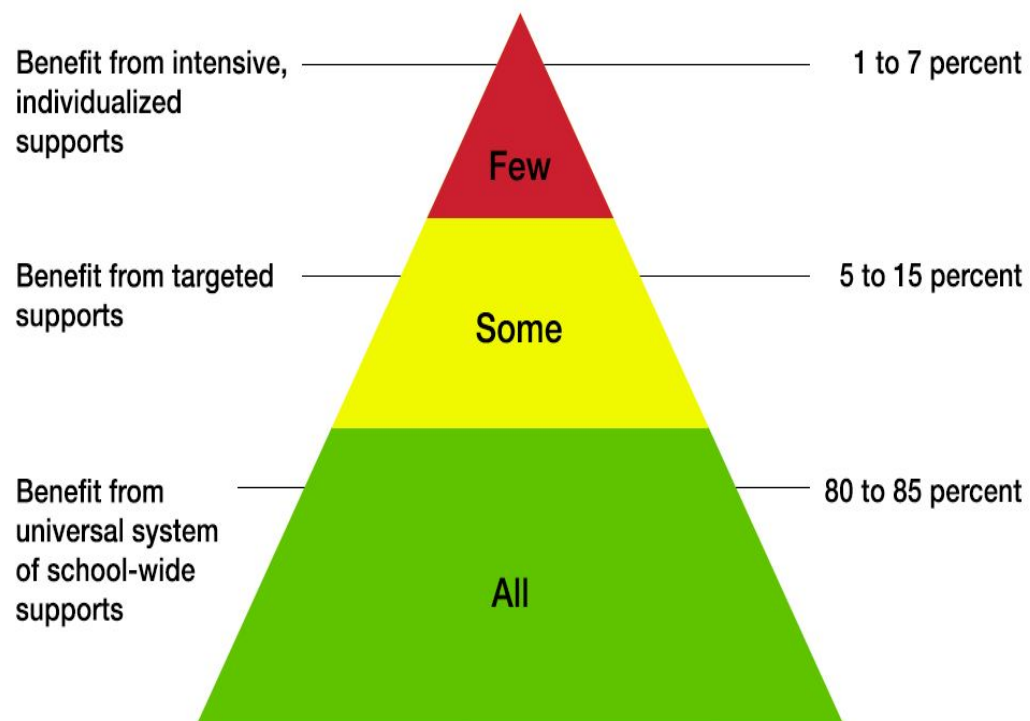 Benefit from intensive,
individualized
supports
1 to 7 percent
Few
Benefit from targeted
supports
5 to 15 percent
Some
Benefit from
universal system
of school-wide
supports
80 to 85 percent
All